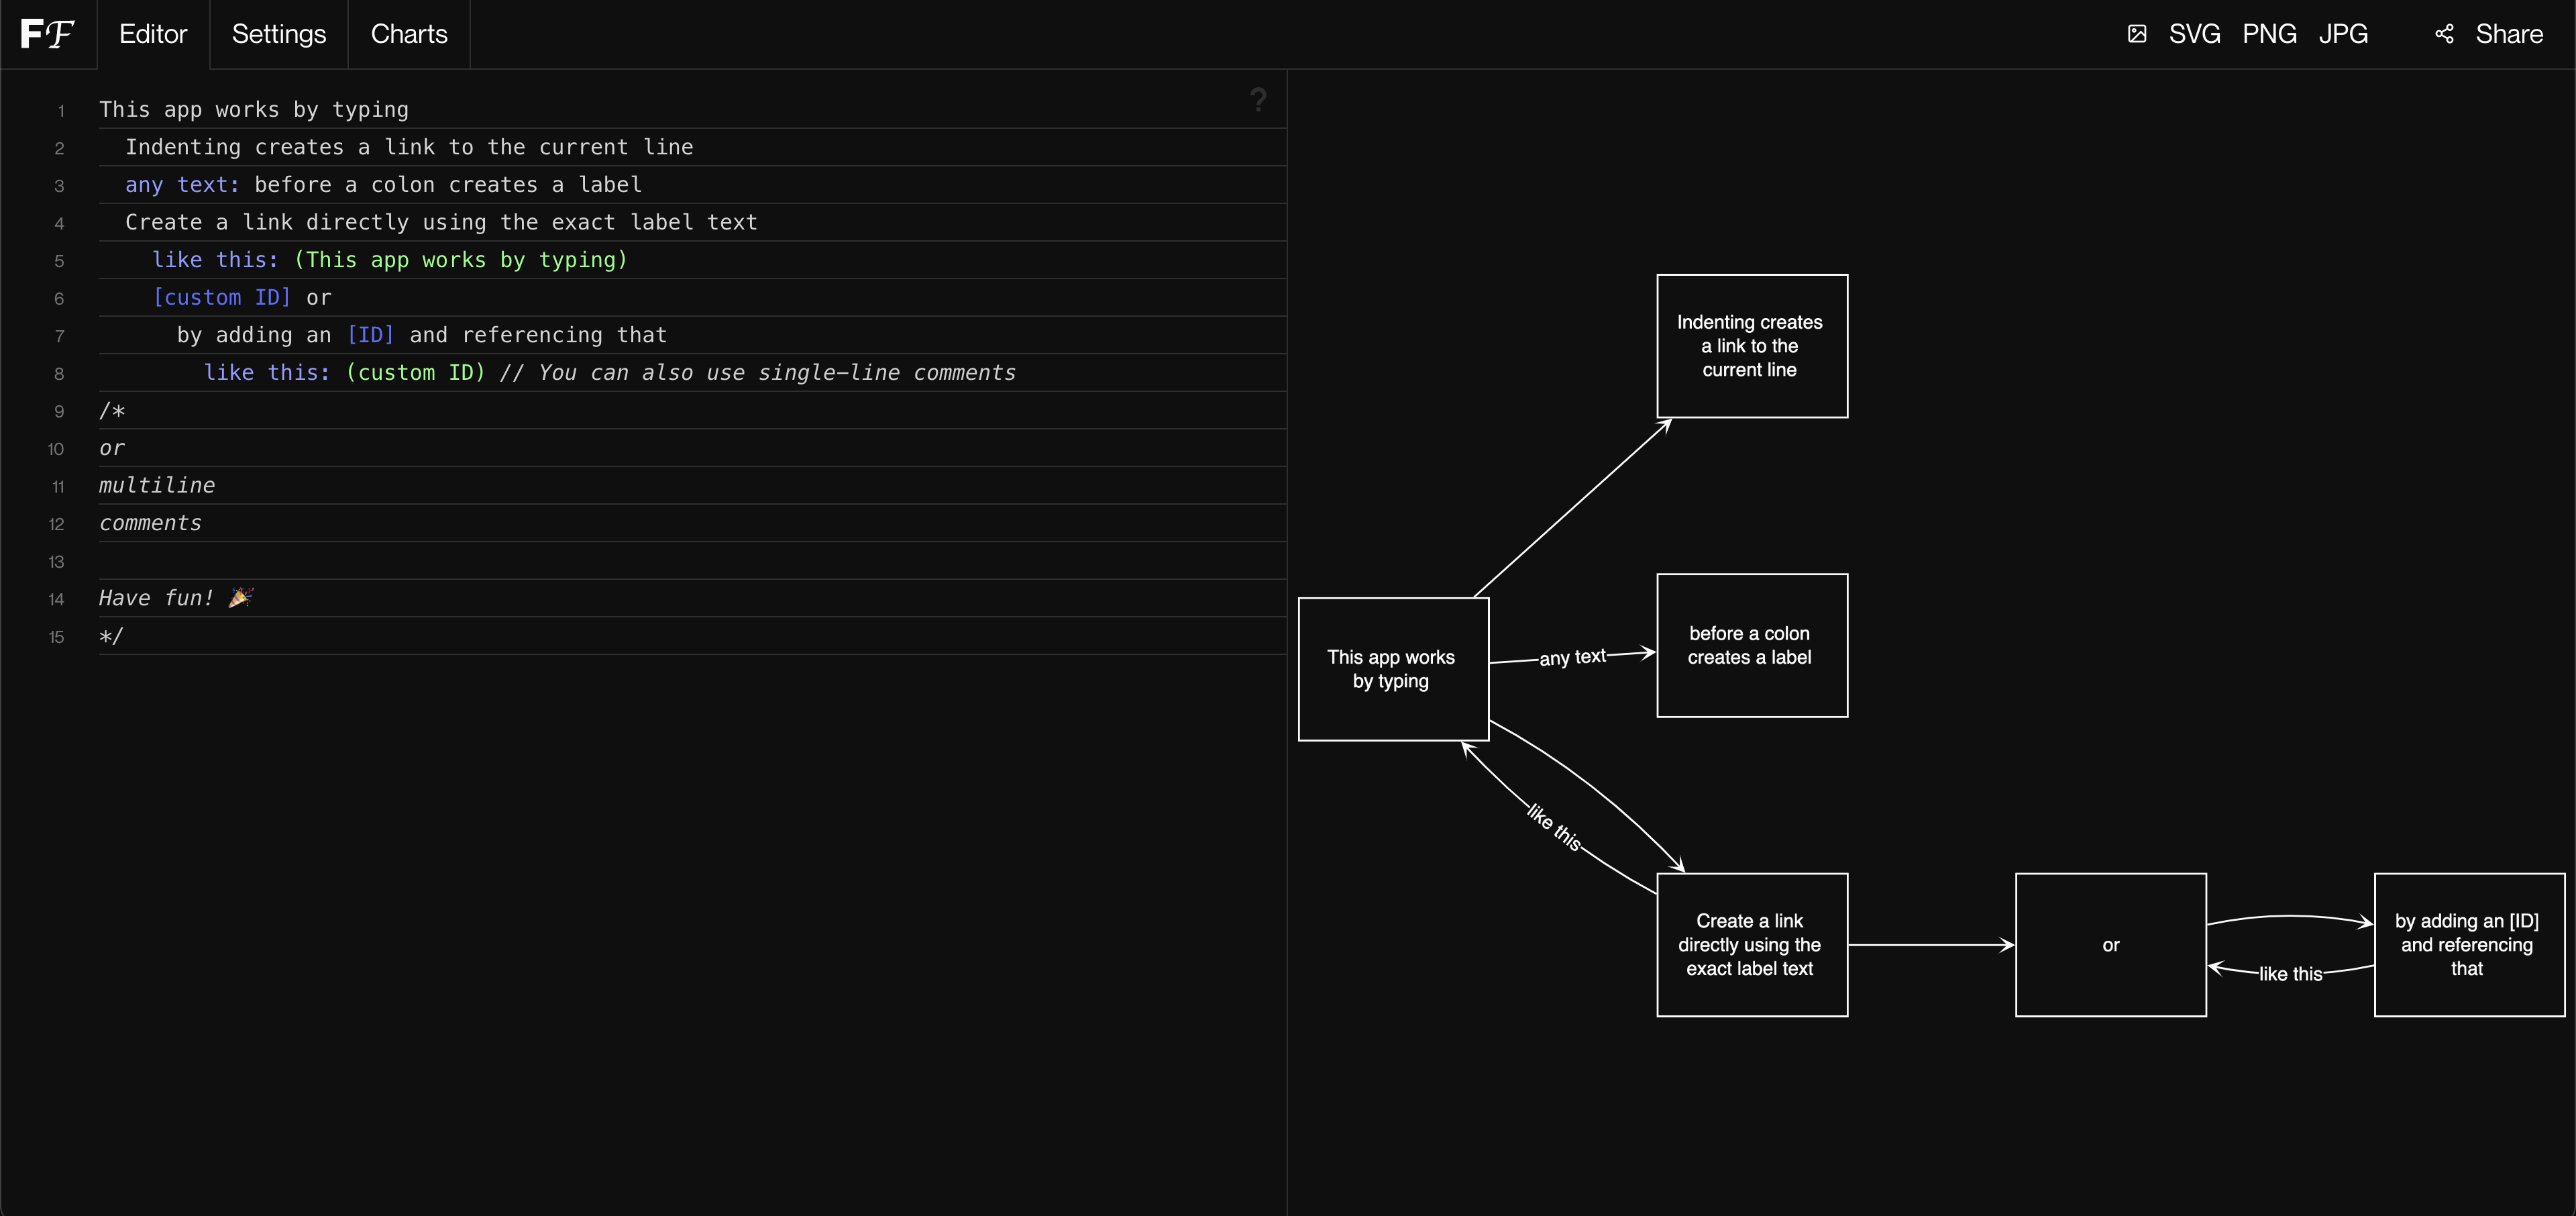 FF
Editor
Settings
Charts
SVG
PNG
JPG
Share
?
1 This app works by typing
2 Indenting creates a link to the current line
3 any text: before a colon creates a label
4 Create a link directly using the exact label text
5 like this: (This app works by typing)
6 [custom ID] or
7 by adding an [ID] and referencing that
8 like this: (custom ID) // You can also use single-line comments
9 /*
10 or
11 multiline
12 comments
13
14 Have fun! 🎉
15 */
Indenting creates
a link to the
current line
This app works
by typing
any text
before a colon
creates a label
like this
Create a link
directly using the
exact label text
or
like this
by adding an [ID]
and referencing
that